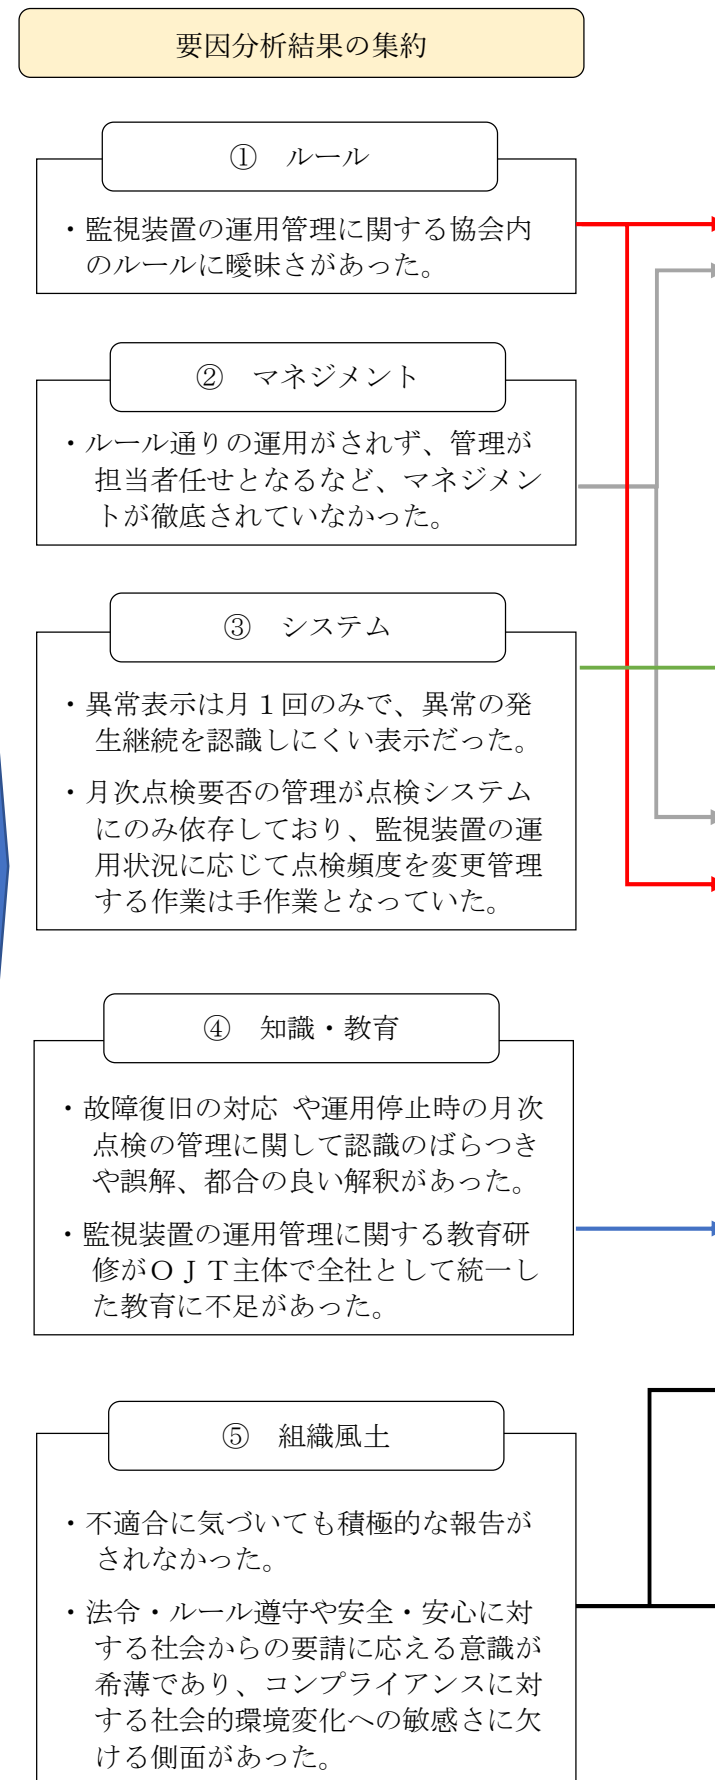 要因分析結果の集約
① ルール
・監視装置の運用管理に関する協会内
のルールに曖昧さがあった。
② マネジメント
・ルール通りの運用がされず、管理が
担当者任せとなるなど、マネジメン
トが徹底されていなかった。
③ システム
・異常表示は月１回のみで、異常の発
生継続を認識しにくい表示だった。
・月次点検要否の管理が点検システム
にのみ依存しており、監視装置の運
用状況に応じて点検頻度を変更管理
する作業は手作業となっていた。
④ 知識・教育
・故障復旧の対応 や運用停止時の月次
点検の管理に関して認識のばらつき
や誤解、都合の良い解釈があった。
・監視装置の運用管理に関する教育研
修がＯＪＴ主体で全社として統一し
た教育に不足があった。
⑤ 組織風土
・不適合に気づいても積極的な報告が
されなかった。
・法令・ルール遵守や安全・安心に対
する社会からの要請に応える意識が
希薄であり、コンプライアンスに対
する社会的環境変化への敏感さに欠
ける側面があった。